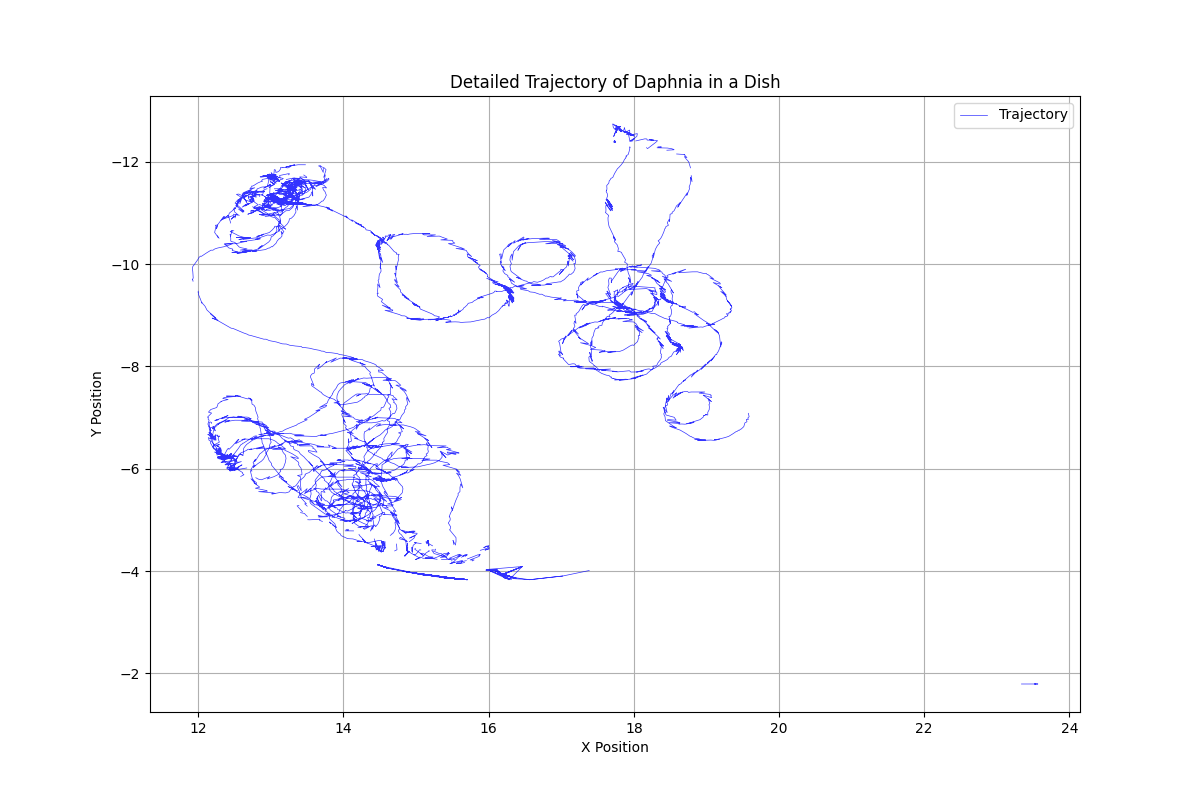 Detailed Trajectory of Daphnia in a Dish
Trajectory
−12
−10
−8
−6
−4
−2
Y Position
12 14 16 18 20 22 24
X Position